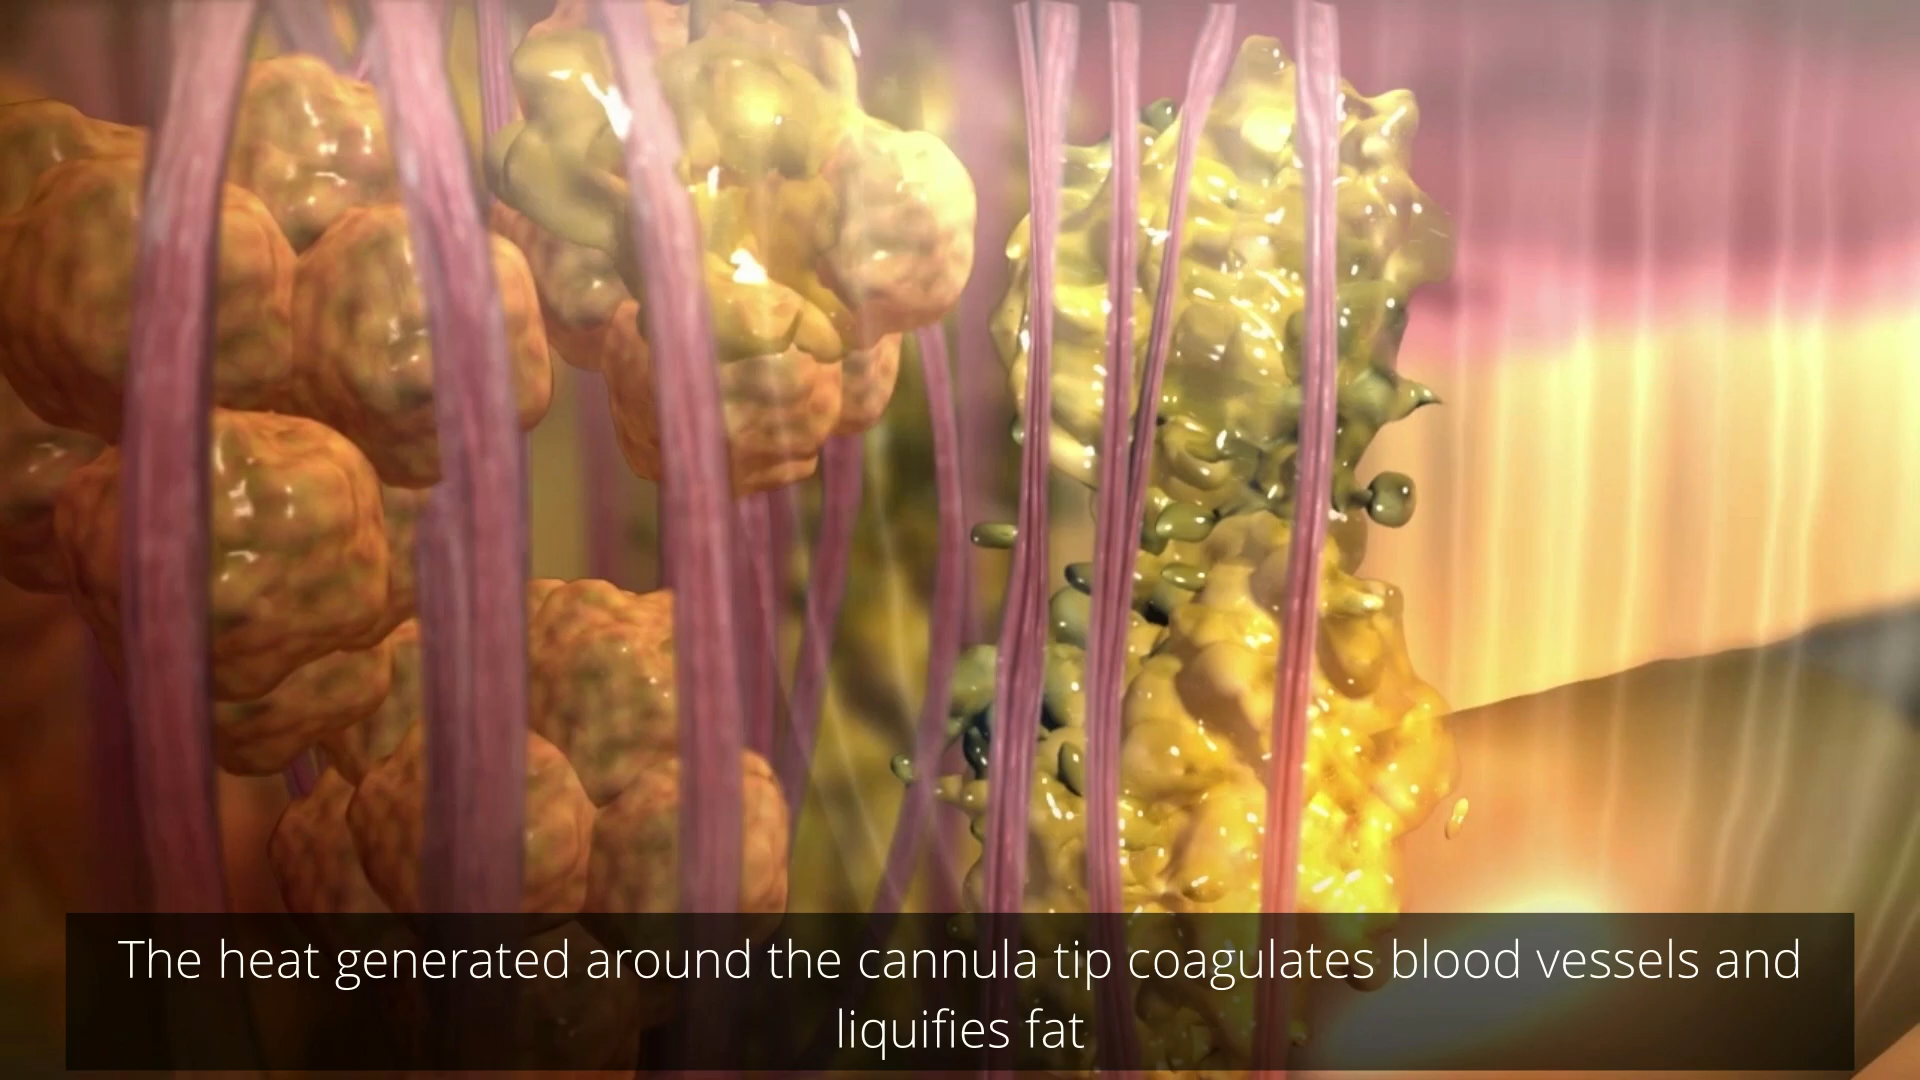 The heat generated around the cannula tip coagulates blood vessels and
liquifies fat